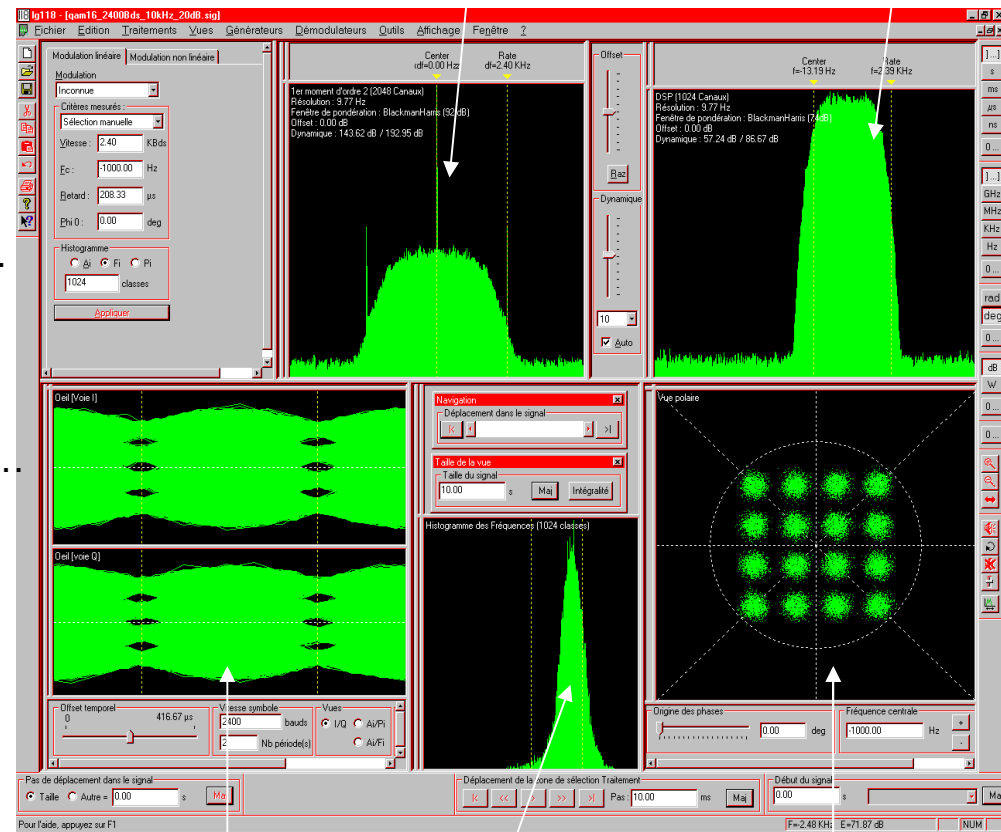 lg118 - [qam16_2400Bds_10kHz_20dB.sig]
Fichier Edition Traitements Vues Générateurs Démodulateurs Outils Affichage Fenêtre ?
Modulation linéaire Modulation non linéaire
Modulation
Inconnue
Critères mesurés :
Sélection manuelle
Vitesse : 2.40 KBds
Fc : -1000.00 Hz
Retard : 208.33 µs
Phi 0 : 0.00 deg
Histogramme
Ai Fi Pi
1024 classes
Appliquer
Center Rate
df=2.40 KHz
1er moment d'ordre 2 (2048 Canaux)
Résolution : 9.77 Hz
Fenêtre de pondération : BlackmanHarris (92 dB)
Offset : 0.00 dB
Dynamique : 143.62 dB / 192.95 dB
Offset
Raz
Dynamique
10
Auto
Center Rate
f=-13.19 Hz f=2.39 KHz
DSP (1024 Canaux)
Résolution : 9.77 Hz
Fenêtre de pondération : BlackmanHarris (74dB)
Offset : 0.00 dB
Dynamique : 57.24 dB / 86.67 dB
]...]
s
ms
µs
ns
0...
]...]
GHz
MHz
KHz
Hz
0...
rad
deg
0...
dB
W
0...
0...
Oeil [Voie I]
Oeil [voie Q]
Offset temporel
0 416.67 µs
Vitesse symbole
2400 bauds
2 Nb période(s)
Vues
I/Q Ai/Pi
Ai/Fi
Navigation
Déplacement dans le signal
Taille de la vue
Taille du signal
10.00 s Maj Intégralité
Histogramme des Fréquences (1024 classes)
Vue polaire
Origine des phases
0.00 deg
Fréquence centrale
-1000.00 Hz
+
-
Pas de déplacement dans le signal
Taille Autre = 0.00 s Maj
Déplacement de la zone de sélection Traitement
Pas : 10.00 ms Maj
Début du signal
0.00 s
Pour l'aide, appuyez sur F1
F=-2.48 KHz E=71.87 dB NUM